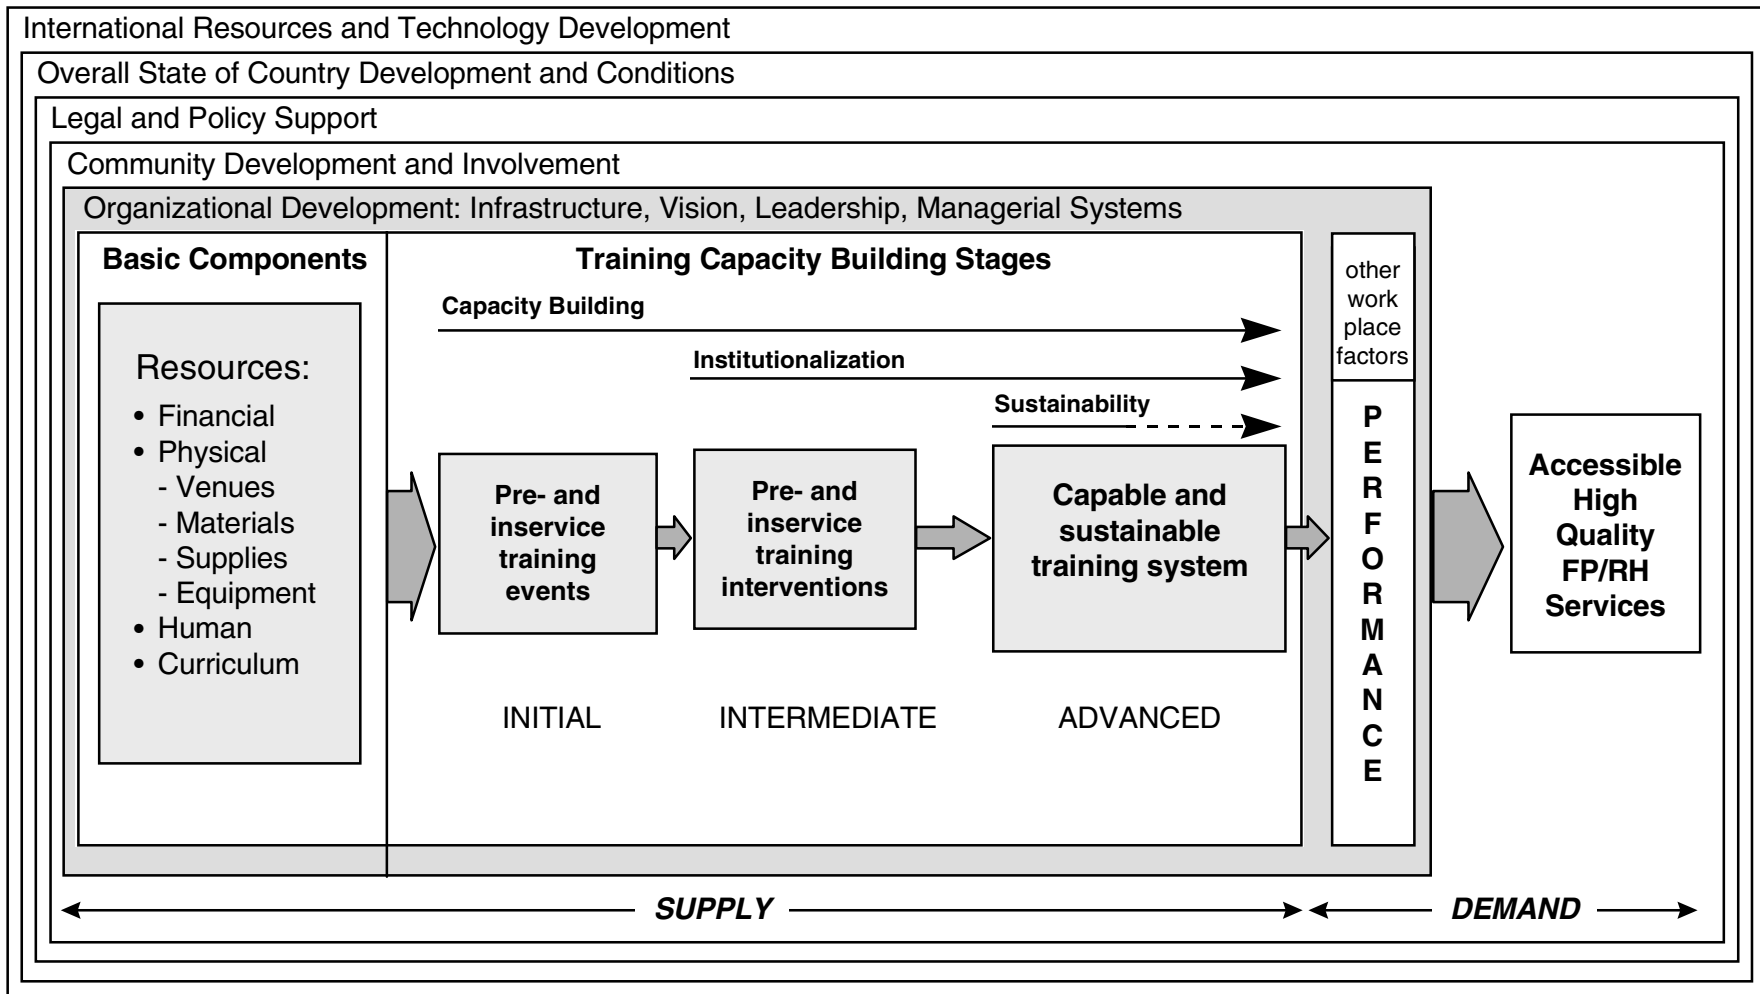 International Resources and Technology Development
Overall State of Country Development and Conditions
Legal and Policy Support
Community Development and Involvement
Organizational Development: Infrastructure, Vision, Leadership, Managerial Systems
Basic Components
Resources:
• Financial
• Physical
- Venues
- Materials
- Supplies
- Equipment
• Human
• Curriculum
Training Capacity Building Stages
Capacity Building
Institutionalization
Sustainability
Pre- and
inservice
training
events
Pre- and
inservice
training
interventions
Capable and
sustainable
training system
INITIAL
INTERMEDIATE
ADVANCED
other
work
place
factors
P
E
R
F
O
R
M
A
N
C
E
Accessible
High
Quality
FP/RH
Services
SUPPLY
DEMAND